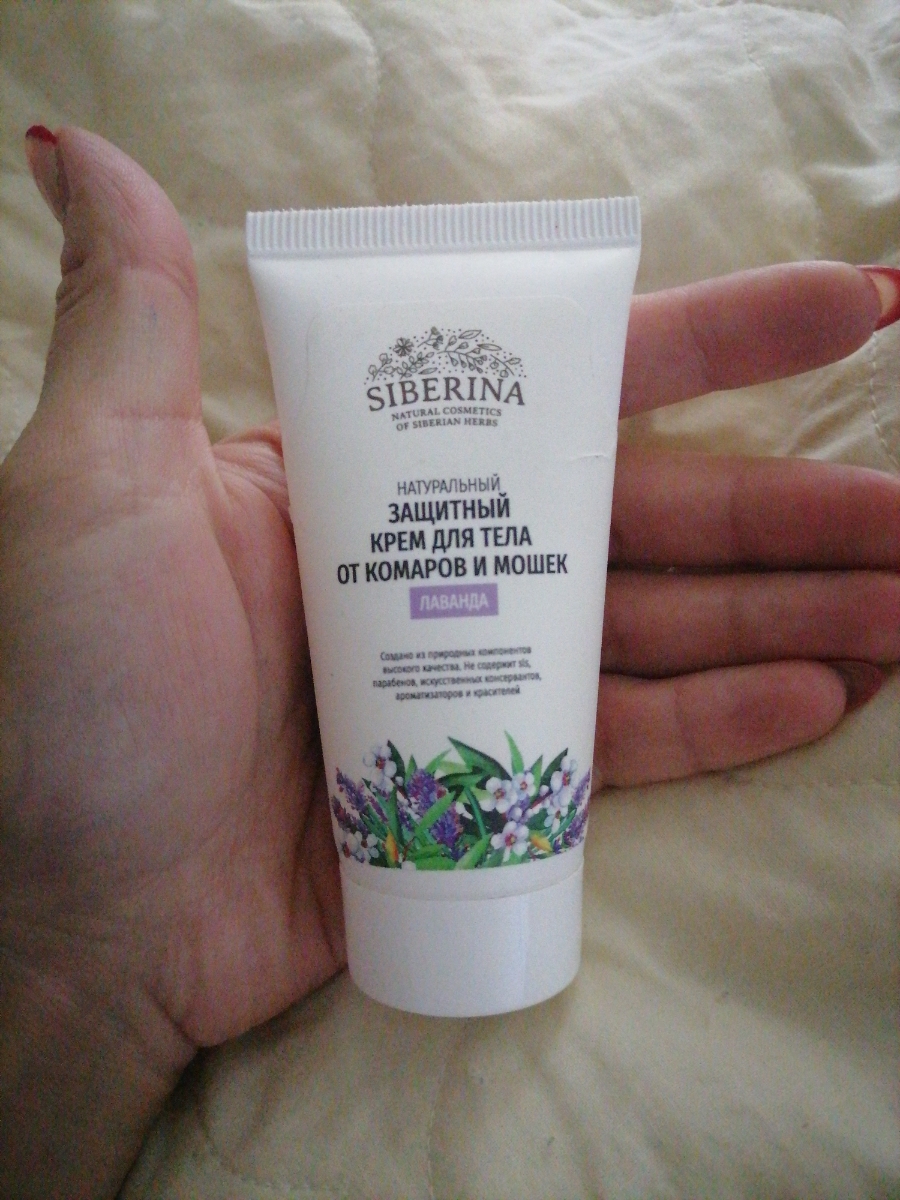 SIBERINA
NATURAL COSMETICS
OF SIBERIAN HERBS
НАТУРАЛЬНЫЙ
ЗАЩИТНЫЙ
КРЕМ ДЛЯ ТЕЛА
ОТ КОМАРОВ И МОШЕК
ЛАВАНДА
Создано из природных компонентов
высокого качества. Не содержит sls,
парабенов, искусственных консервантов,
ароматизаторов и красителей